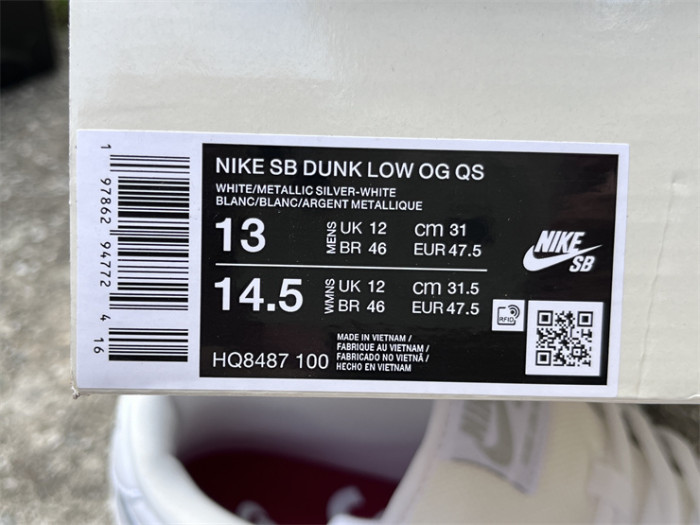 NIKE SB DUNK LOW OG QS
WHITE/METALLIC SILVER-WHITE
BLANC/BLANC/ARGENT METALLIQUE
13 MENS UK 12 cm 31
BR 46 EUR 47.5
14.5 WMNS UK 12 cm 31.5
BR 46 EUR 47.5
NIKE
SB
RFID
HQ8487 100
MADE IN VIETNAM /
FABRIQUE AU VIETNAM /
FABRICADO NO VIETNÃ /
HECHO EN VIETNAM
1 97862 94772 4 16
NIKE